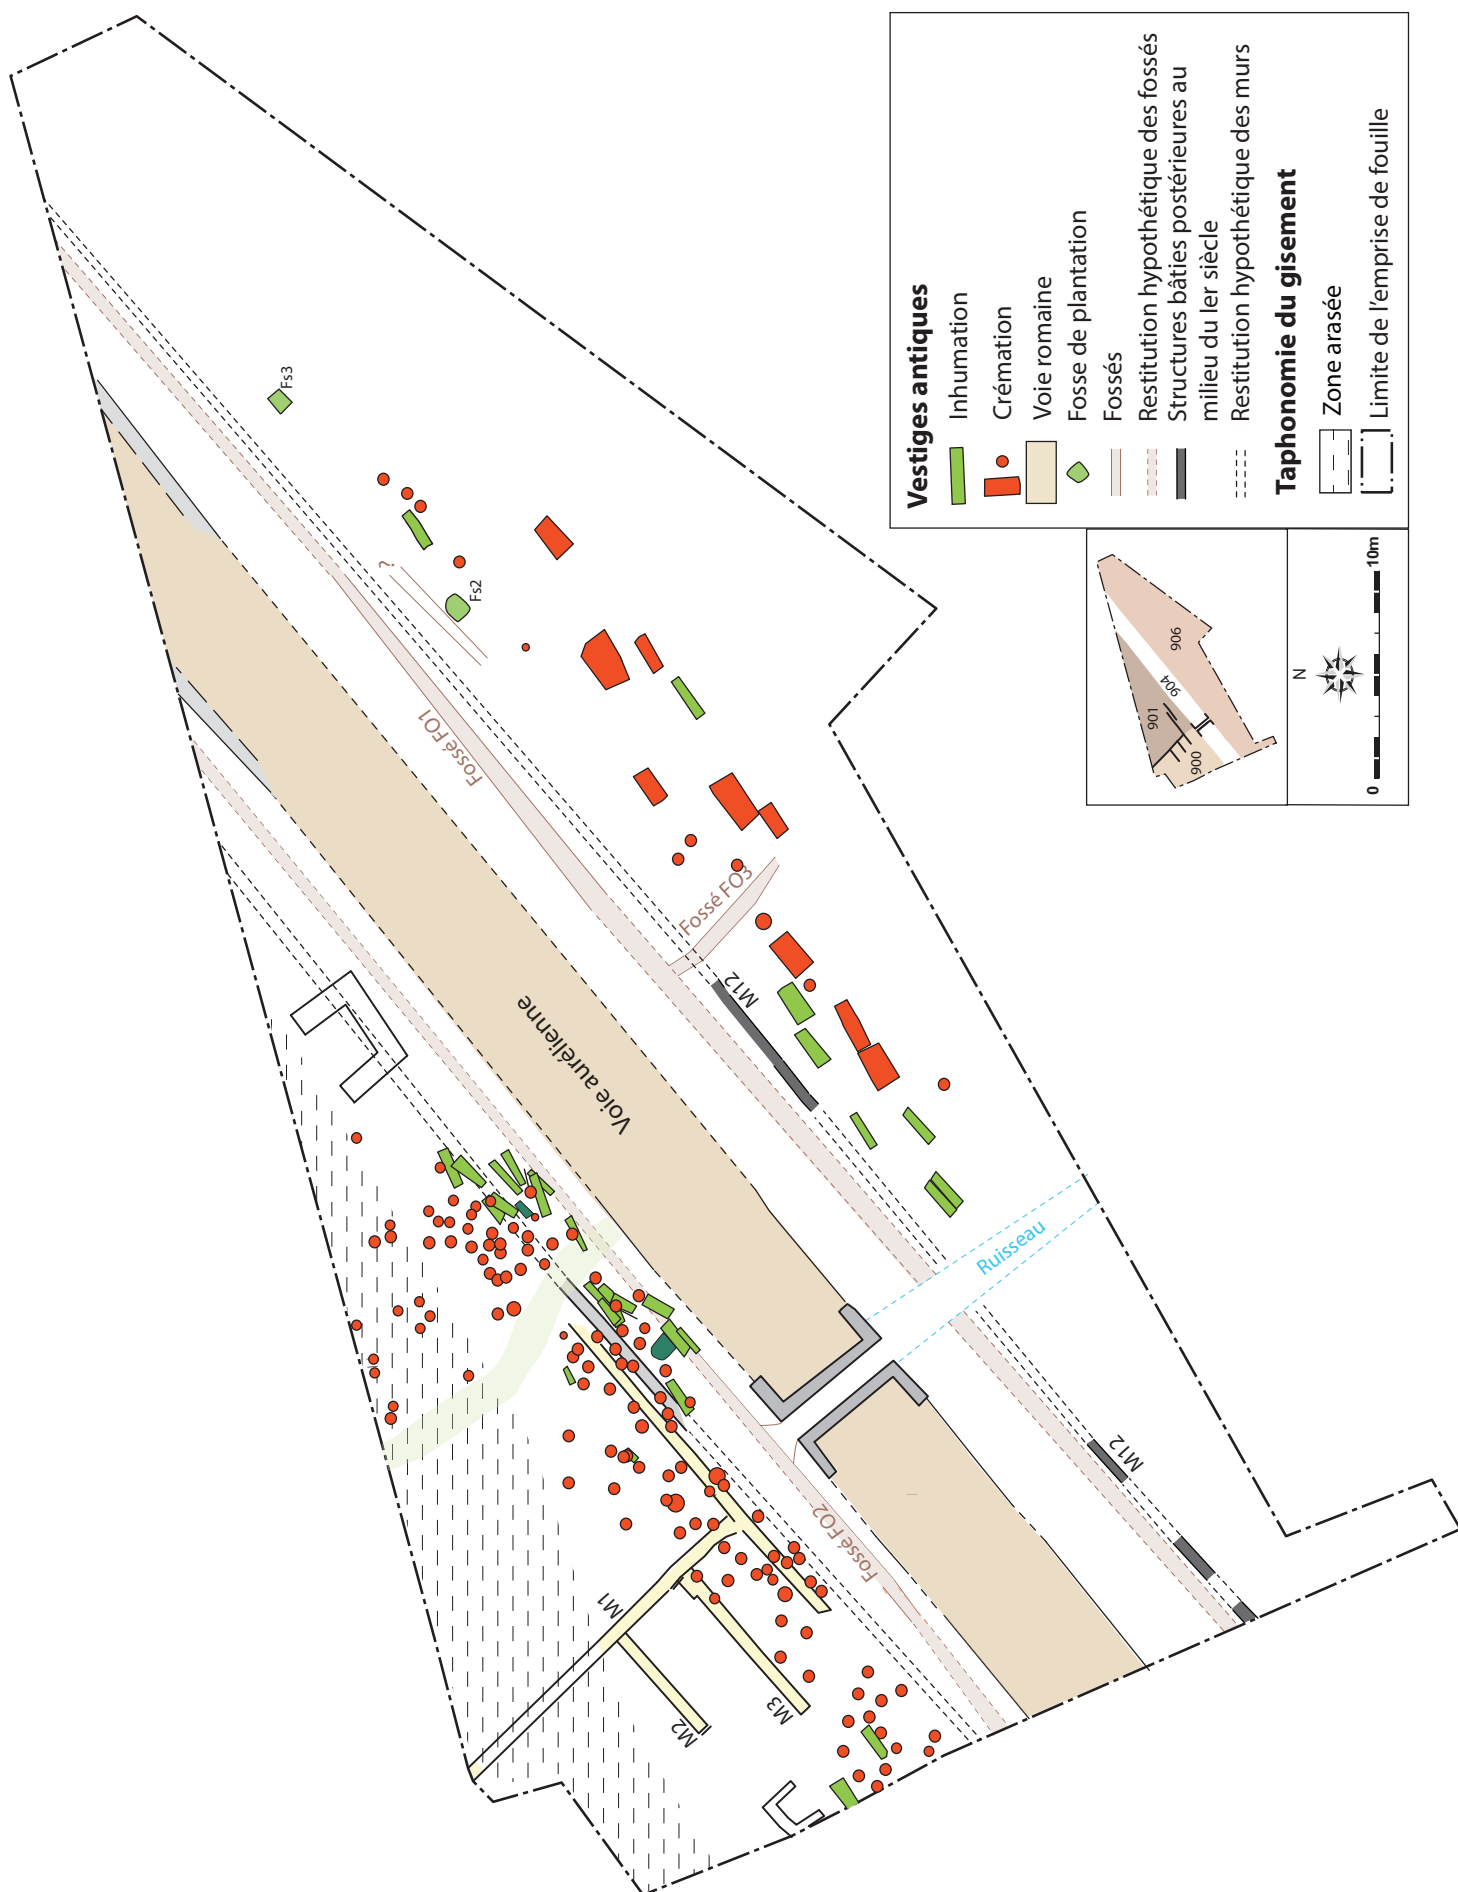 Vestiges antiques
Inhumation
Crémation
Voie romaine
Fosse de plantation
Fossés
Restitution hypothétique des fossés
Structures bâties postérieures au
milieu du Ier siècle
Restitution hypothétique des murs
Taphonomie du gisement
Zone arasée
Limite de l'emprise de fouille
901
904
906
900
N
0
10m
Fs3
?
Fs2
Fossé FO1
Fossé FO3
M12
Voie aurélienne
Ruisseau
M12
Fossé FO2
M1
M2
M3